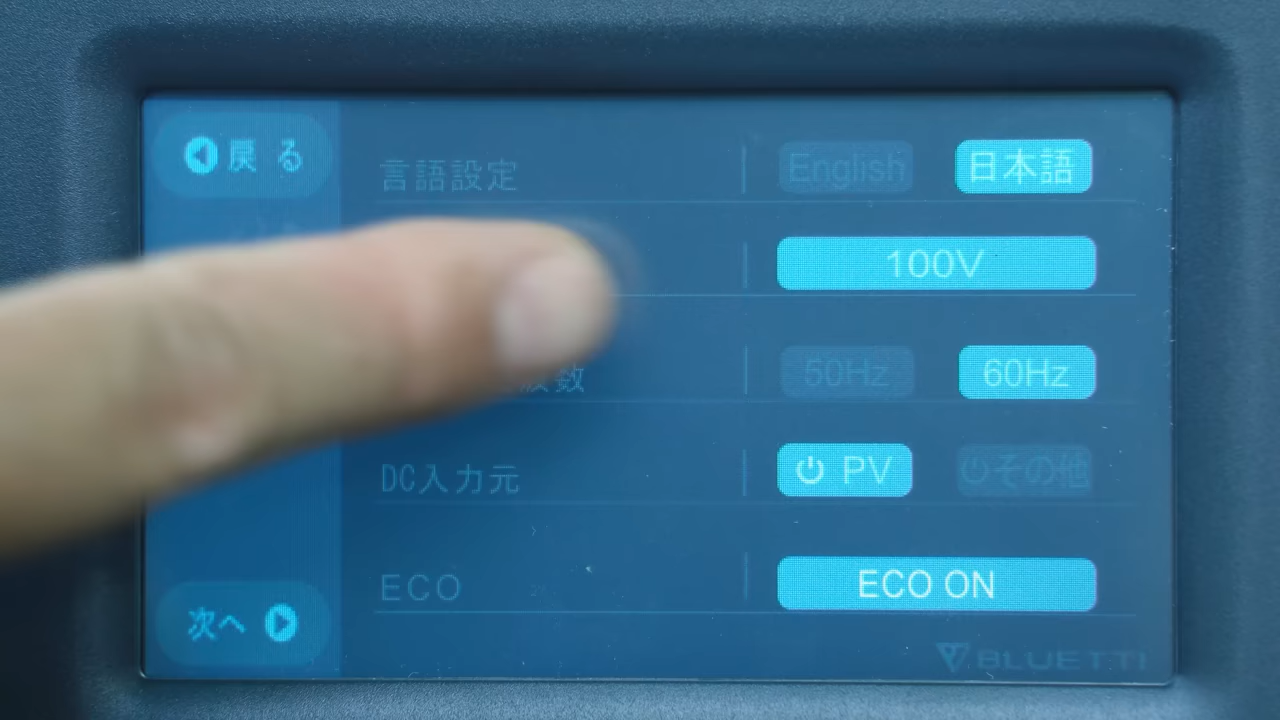 戻る
言語設定 English 日本語
100V
数 50Hz 60Hz
DC入力元 PV その他
ECO ECO ON
次へ
BLUETTI